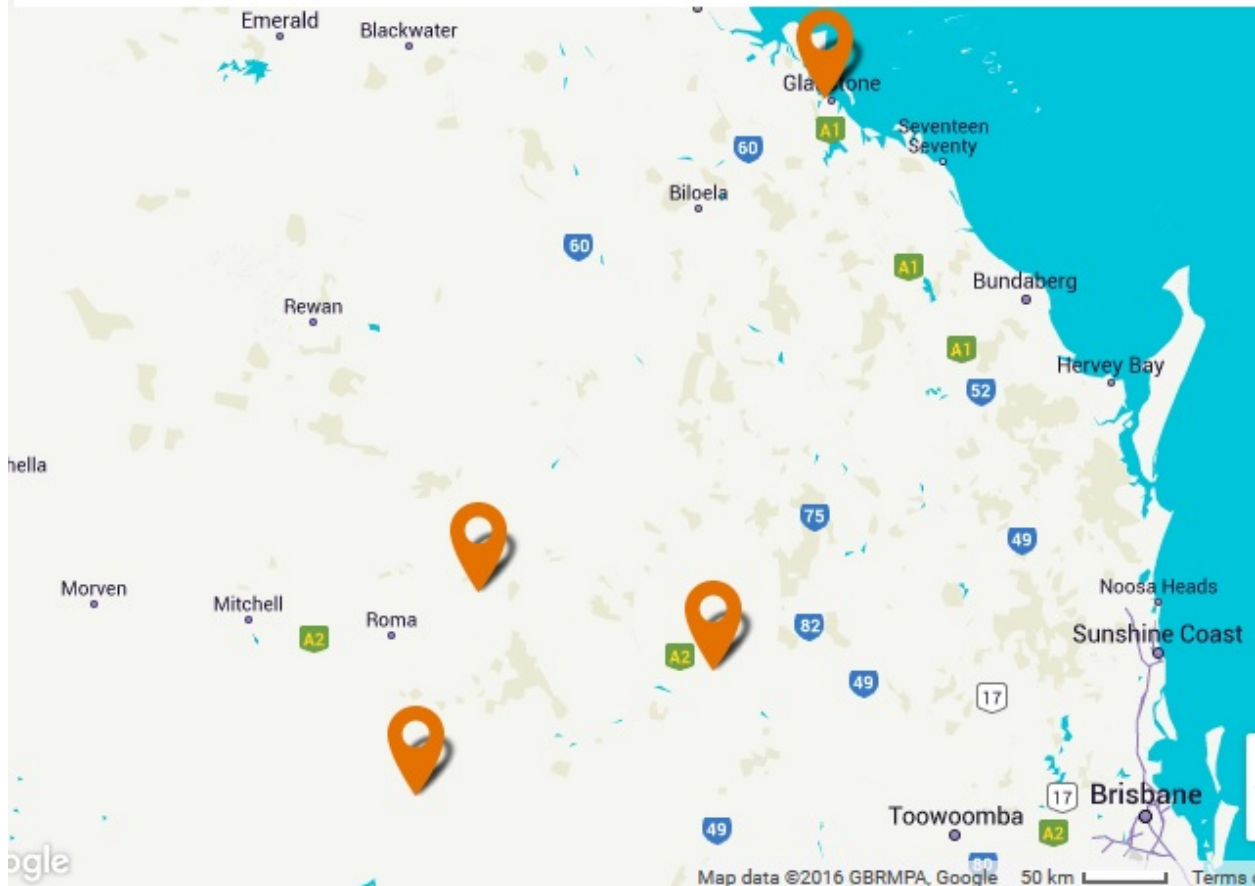 Emerald
Blackwater
Gladstone
A1
Seventeen
Seventy
60
Biloela
60
A1
Bundaberg
Rewan
A1
Hervey Bay
52
hella
75
49
Morven
Noosa Heads
Mitchell
Roma
A2
82
Sunshine Coast
A2
49
17
17
Brisbane
Toowoomba
49
A2
80
ogle
Map data ©2016 GBRMPA, Google 50 km Terms